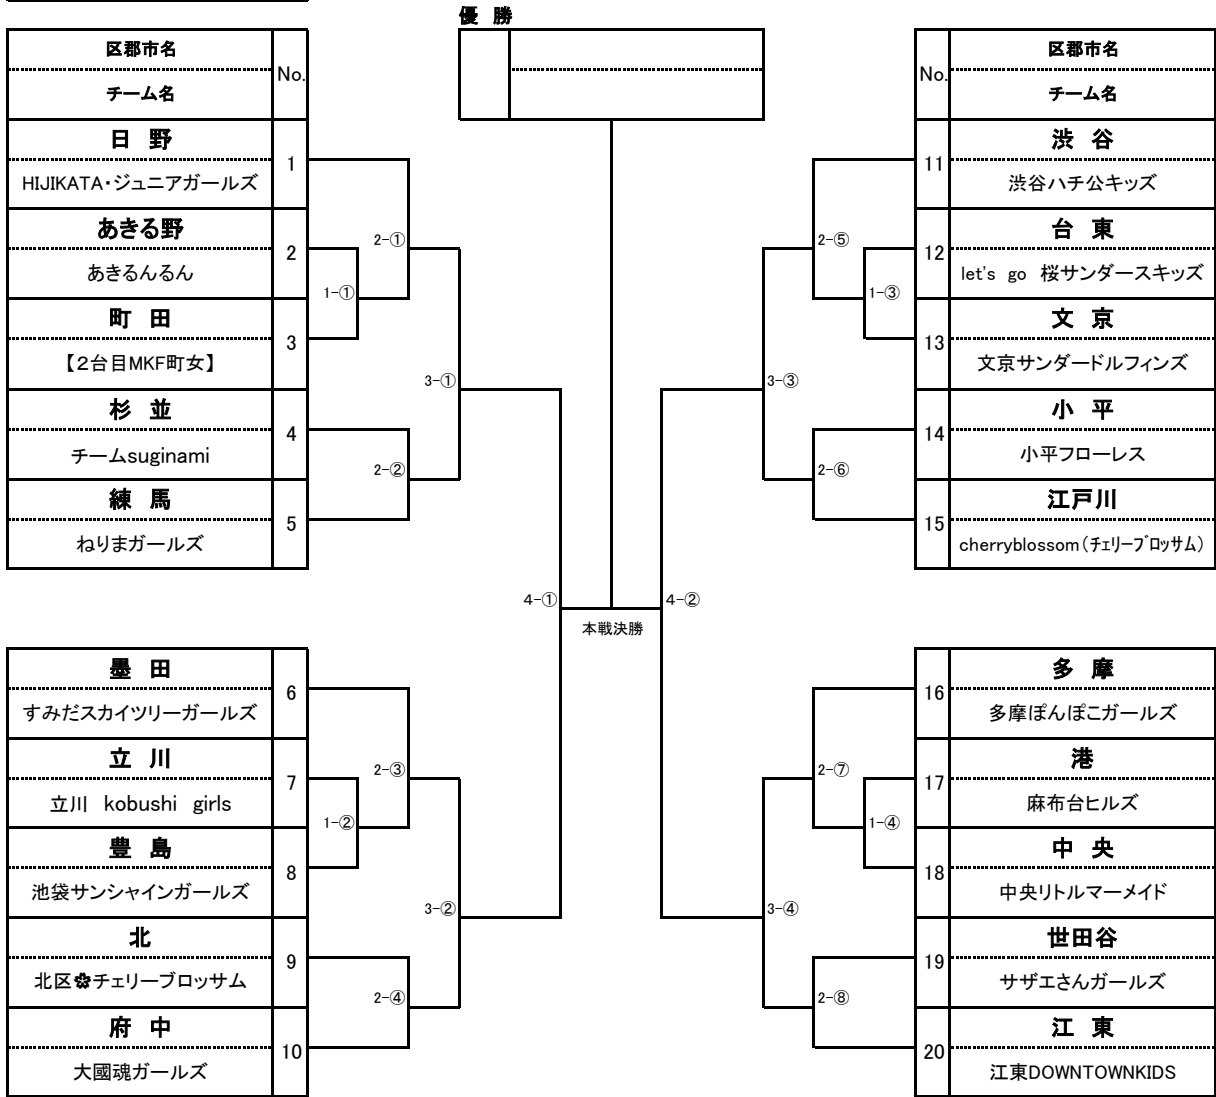 優 勝
区郡市名
No.
チーム名
日 野
1
HIJIKATA・ジュニアガールズ
あきる野
2
あきるんるん
町 田
3
【2台目MKF町女】
杉 並
4
チームsuginami
練 馬
5
ねりまガールズ
2-①
1-①
3-①
2-②
区郡市名
No.
チーム名
渋 谷
11
渋谷ハチ公キッズ
台 東
12
let's go 桜サンダースキッズ
文 京
13
文京サンダードルフィンズ
小 平
14
小平フローレス
江戸川
15
cherryblossom(チェリーブロッサム)
2-⑤
1-③
3-③
2-⑥
4-①
4-②
本戦決勝
墨 田
6
すみだスカイツリーガールズ
立 川
7
立川 kobushi girls
豊 島
8
池袋サンシャインガールズ
北
9
北区🌸チェリーブロッサム
府 中
10
大國魂ガールズ
2-③
1-②
3-②
2-④
多 摩
16
多摩ぽんぽこガールズ
港
17
麻布台ヒルズ
中 央
18
中央リトルマーメイド
世田谷
19
サザエさんガールズ
江 東
20
江東DOWNTOWNKIDS
2-⑦
1-④
3-④
2-⑧